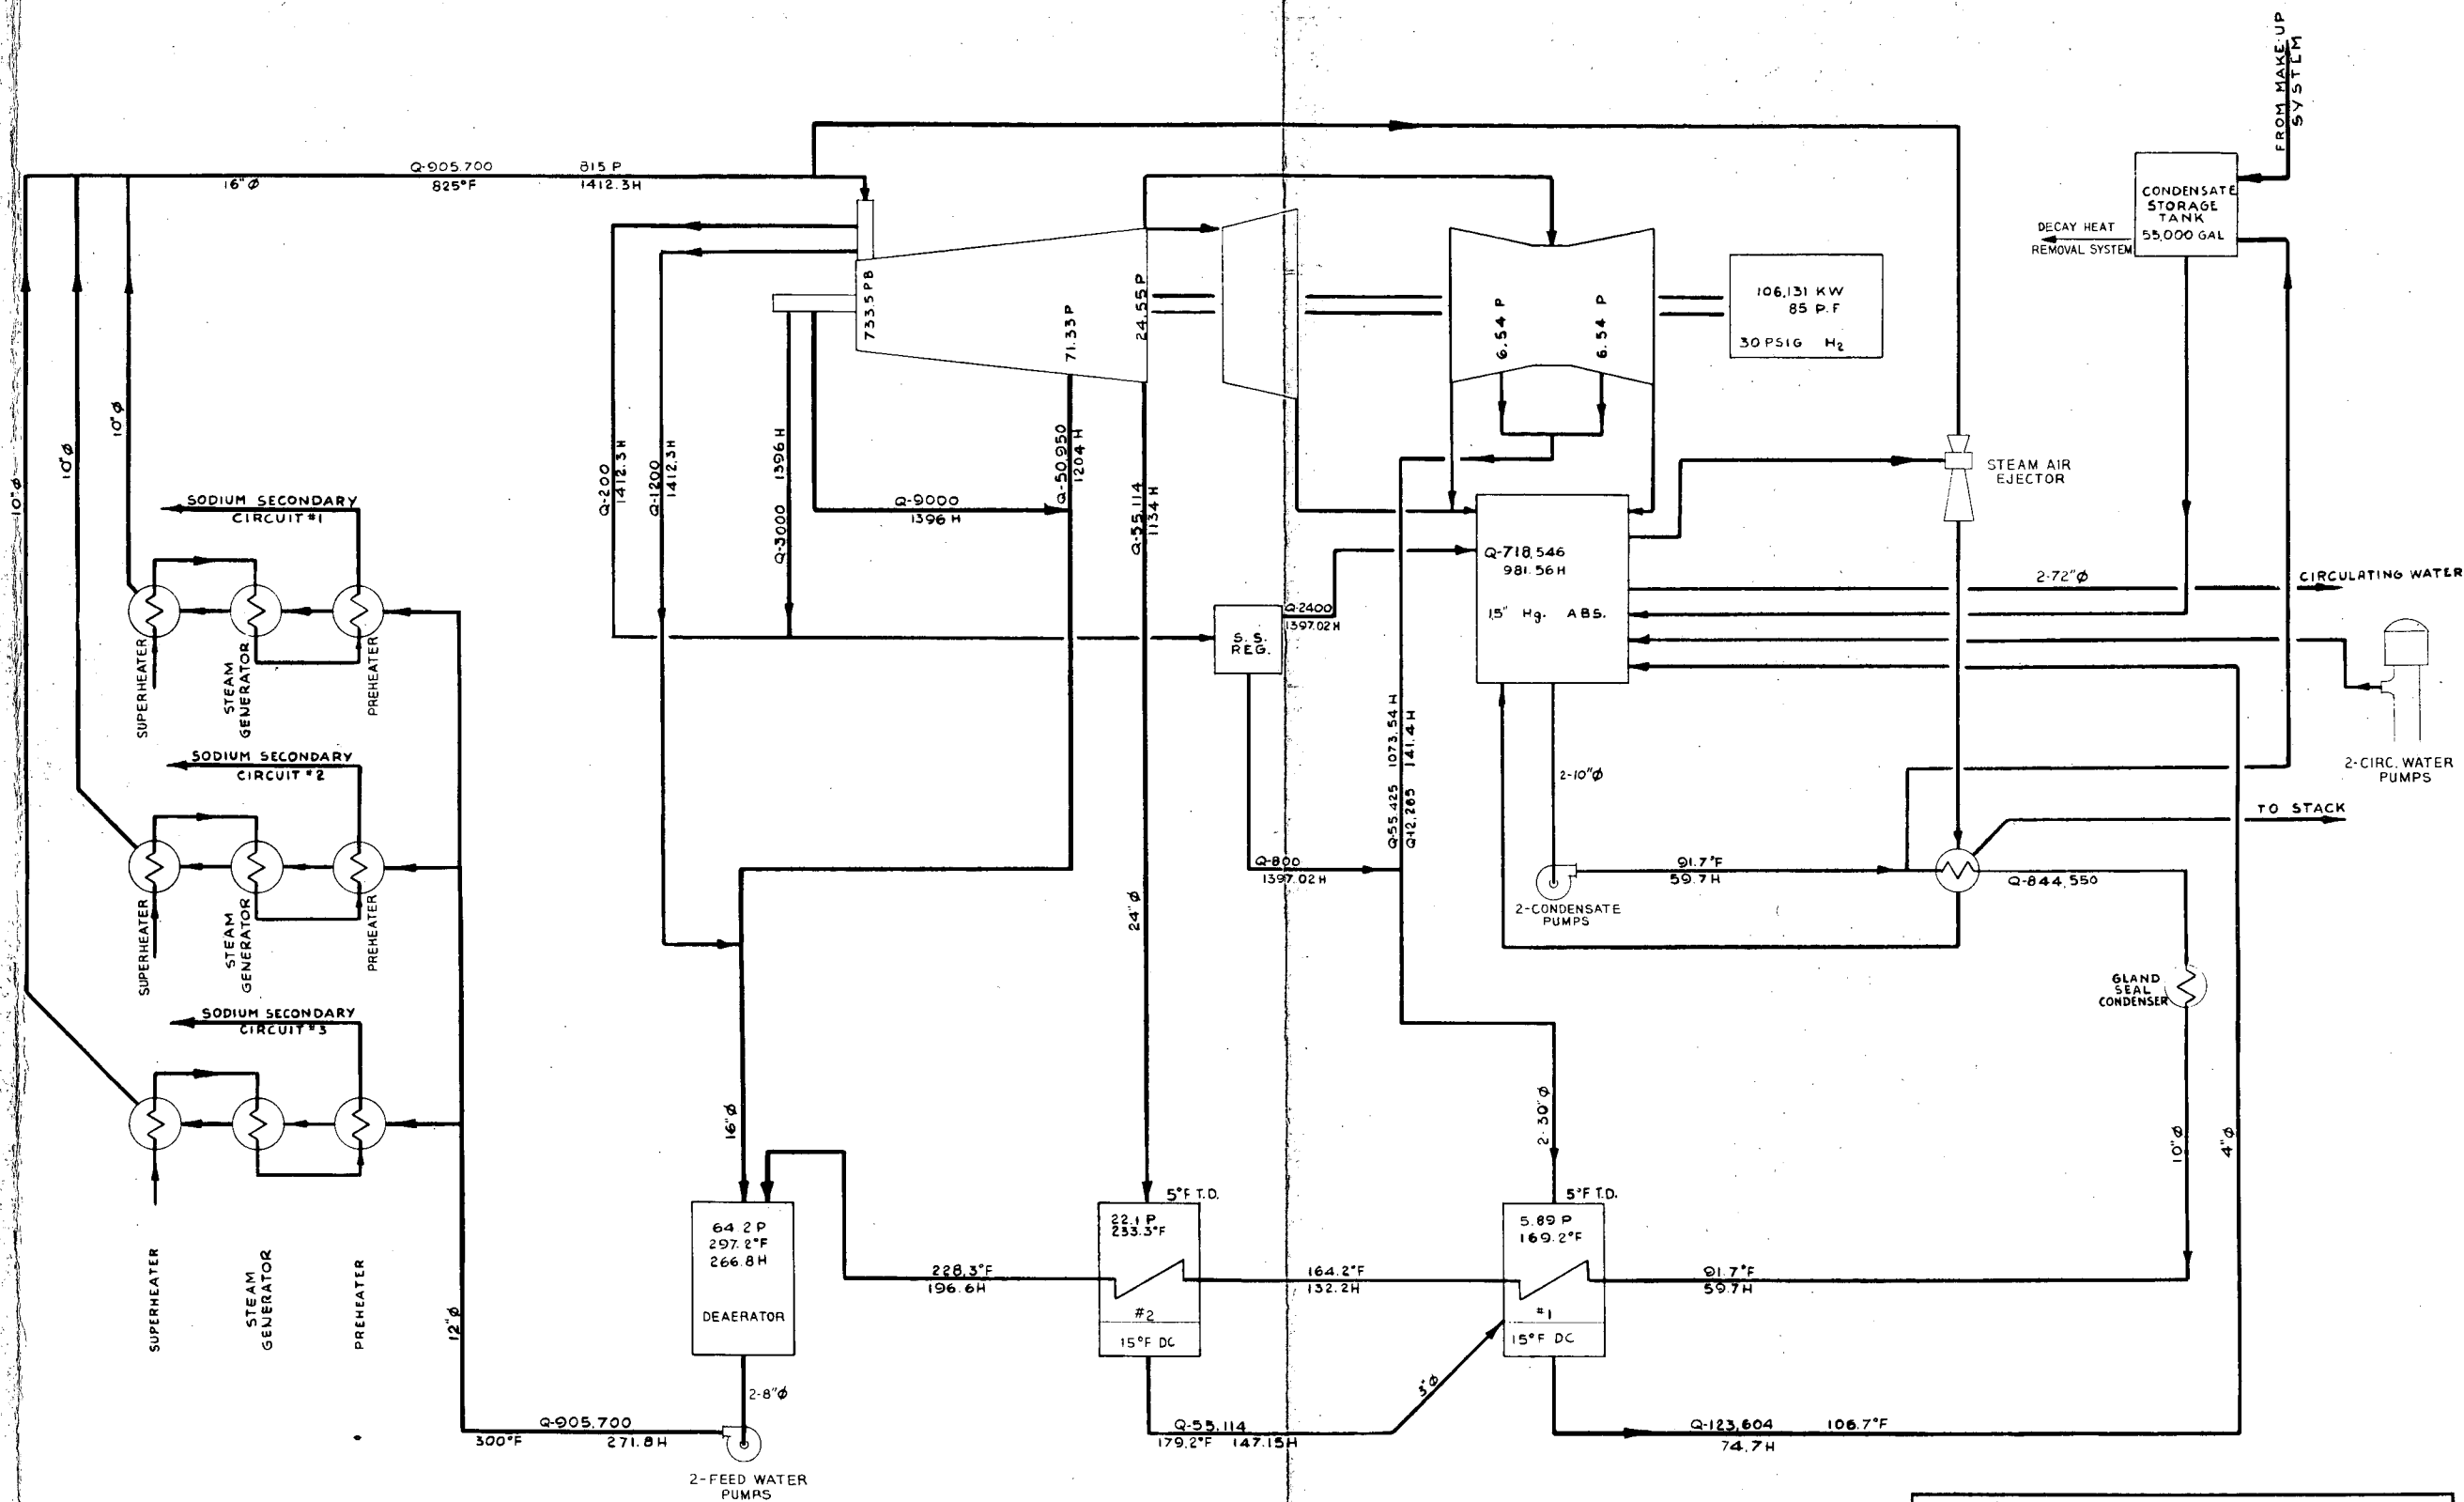 FROM MAKE-UP
SYSTEM
Q-905.700 815 P
16"Ø 825°F 1412.3H
CONDENSATE
STORAGE
TANK
55,000 GAL
DECAY HEAT
REMOVAL SYSTEM
733.5 PB
71.33 P
24.55 P
6.54 P
6.54 P
106,131 KW
85 P.F
30 PSIG H2
10"Ø
10"Ø
10"Ø
Q-200
1412.3 H
Q-1200
1412.3H
Q-3000 1396 H
Q-9000
1396 H
Q-50,950
1204 H
Q-55,114
1134 H
STEAM AIR
EJECTOR
SODIUM SECONDARY
CIRCUIT #1
SUPERHEATER
STEAM
GENERATOR
PREHEATER
Q-718,546
981.56H
1.5" Hg. ABS.
2-72"Ø
CIRCULATING WATER
S. S.
REG.
Q-2400
1397.02H
2-CIRC. WATER
PUMPS
SODIUM SECONDARY
CIRCUIT #2
SUPERHEATER
STEAM
GENERATOR
PREHEATER
Q-55.425 1073.54 H
Q-12,265 141.4 H
2-10"Ø
TO STACK
Q-800
1397.02H
91.7°F
59.7H
Q-844,550
2-CONDENSATE
PUMPS
24"Ø
GLAND
SEAL
CONDENSER
SODIUM SECONDARY
CIRCUIT #3
SUPERHEATER
STEAM
GENERATOR
PREHEATER
16"Ø
2-30"Ø
10"Ø
4"Ø
12"Ø
64.2 P
297.2°F
266.8H
DEAERATOR
5°F T.D.
22.1 P
233.3°F
#2
15°F DC
5°F T.D.
5.89 P
169.2°F
#1
15°F DC
228.3°F
196.6H
164.2°F
132.2H
91.7°F
59.7H
2-8"Ø
3"Ø
Q-905,700
300°F 271.8H
Q-55,114
179.2°F 147.15H
Q-123,604 106.7°F
74.7H
2-FEED WATER
PUMPS